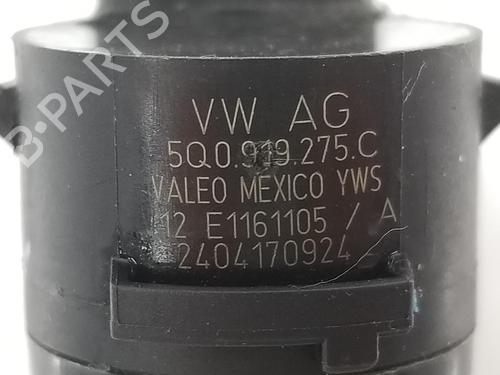 VW AG
5Q0.919.275.C
VALEO MEXICO YWS
12 E1161105 / A
2404170924
B-PARTS